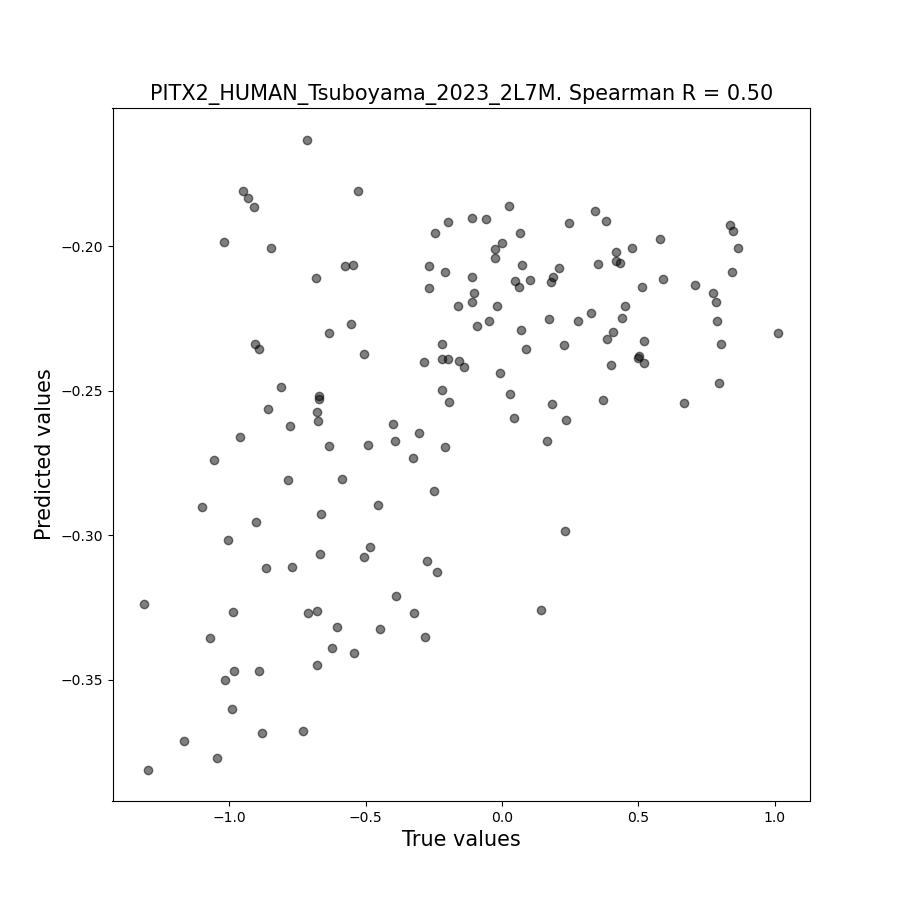 PITX2_HUMAN_Tsuboyama_2023_2L7M. Spearman R = 0.50
−0.20
−0.25
−0.30
−0.35
Predicted values
−1.0 −0.5 0.0 0.5 1.0
True values